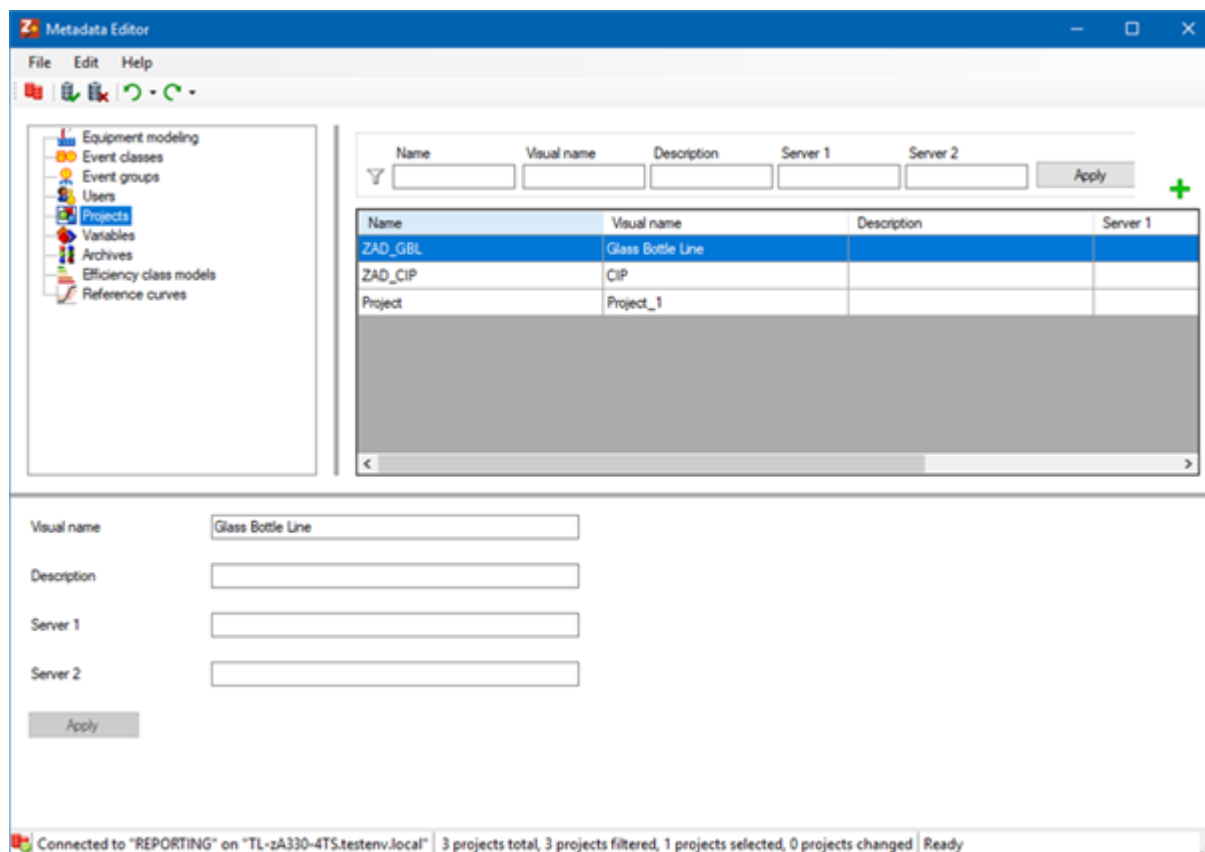 Metadata Editor
File Edit Help
Equipment modeling
Event classes
Event groups
Users
Projects
Variables
Archives
Efficiency class models
Reference curves
Name Visual name Description Server 1 Server 2
Apply
Name Visual name Description Server 1
ZAD_GBL Glass Bottle Line
ZAD_CIP CIP
Project Project_1
Visual name Glass Bottle Line
Description
Server 1
Server 2
Apply
Connected to "REPORTING" on "TL-zA330-4TS.testenv.local" 3 projects total, 3 projects filtered, 1 projects selected, 0 projects changed Ready